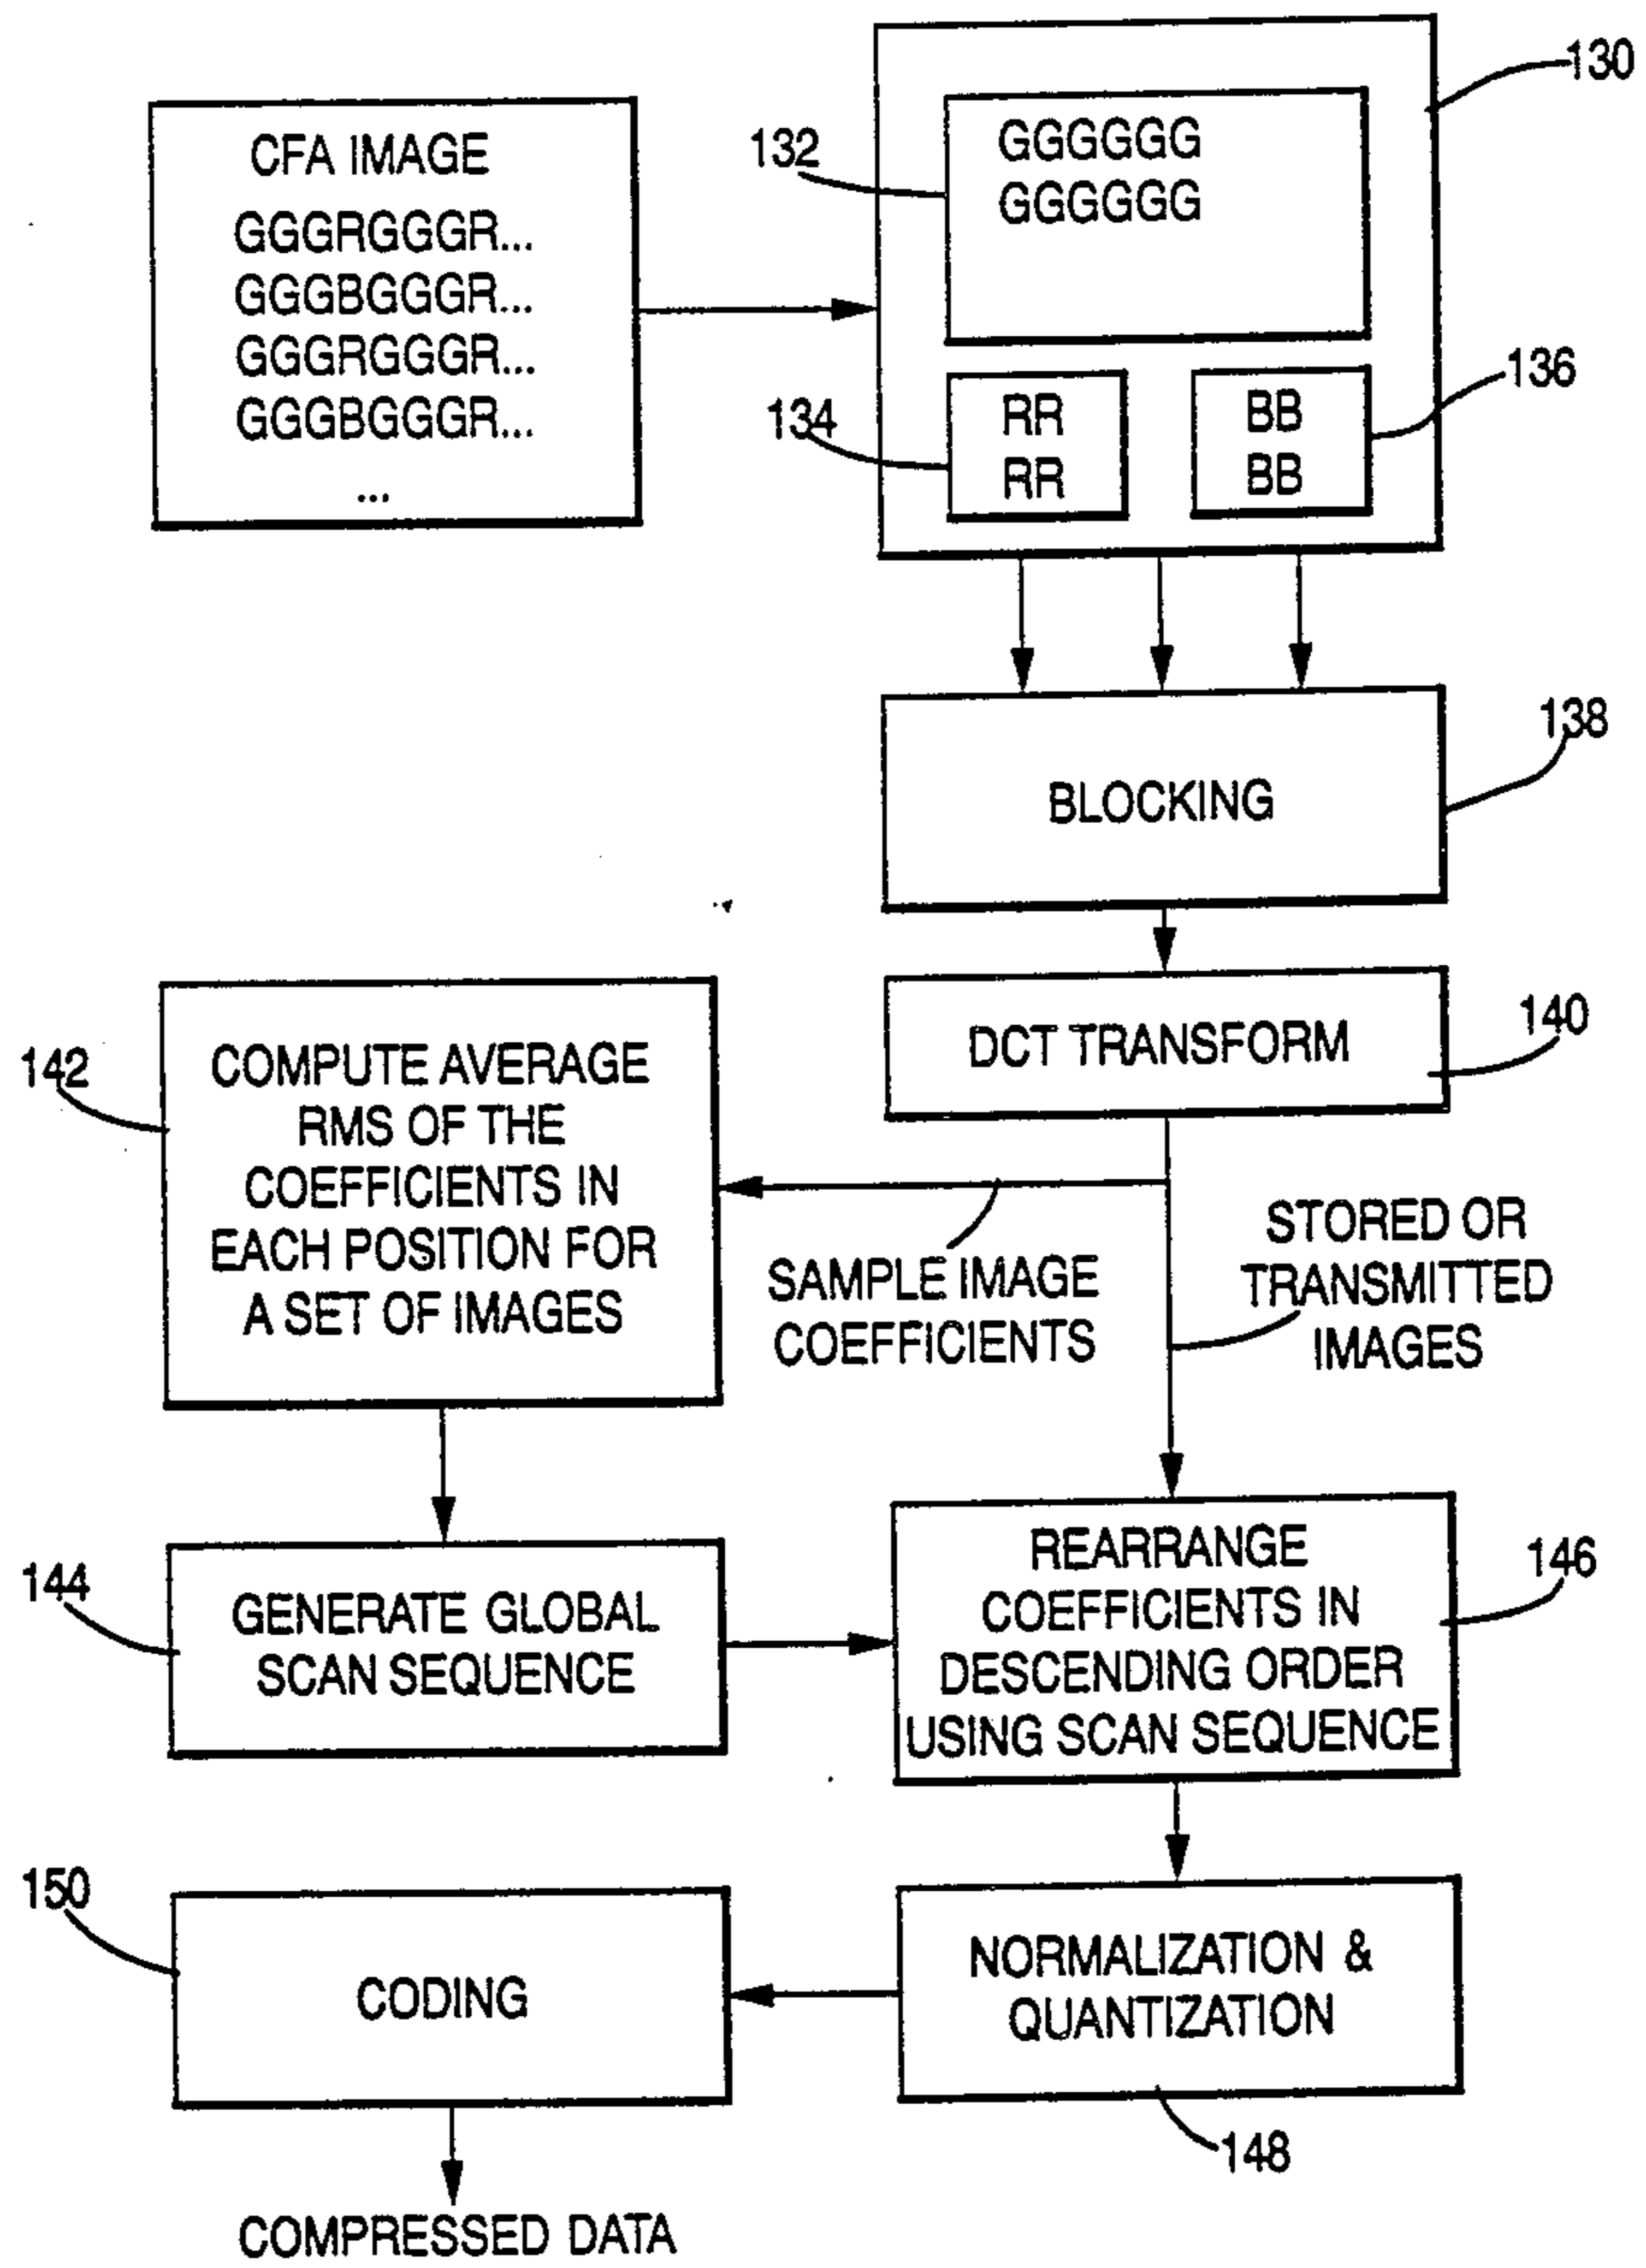 130
CFA IMAGE
GGGRGGGR...
GGGBGGGR...
GGGRGGGR...
GGGBGGGR...
...
132
GGGGGG
GGGGGG
134
RR
RR
136
BB
BB
138
BLOCKING
140
DCT TRANSFORM
142
COMPUTE AVERAGE
RMS OF THE
COEFFICIENTS IN
EACH POSITION FOR
A SET OF IMAGES
SAMPLE IMAGE
COEFFICIENTS
STORED OR
TRANSMITTED
IMAGES
144
GENERATE GLOBAL
SCAN SEQUENCE
146
REARRANGE
COEFFICIENTS IN
DESCENDING ORDER
USING SCAN SEQUENCE
150
CODING
NORMALIZATION &
QUANTIZATION
148
COMPRESSED DATA